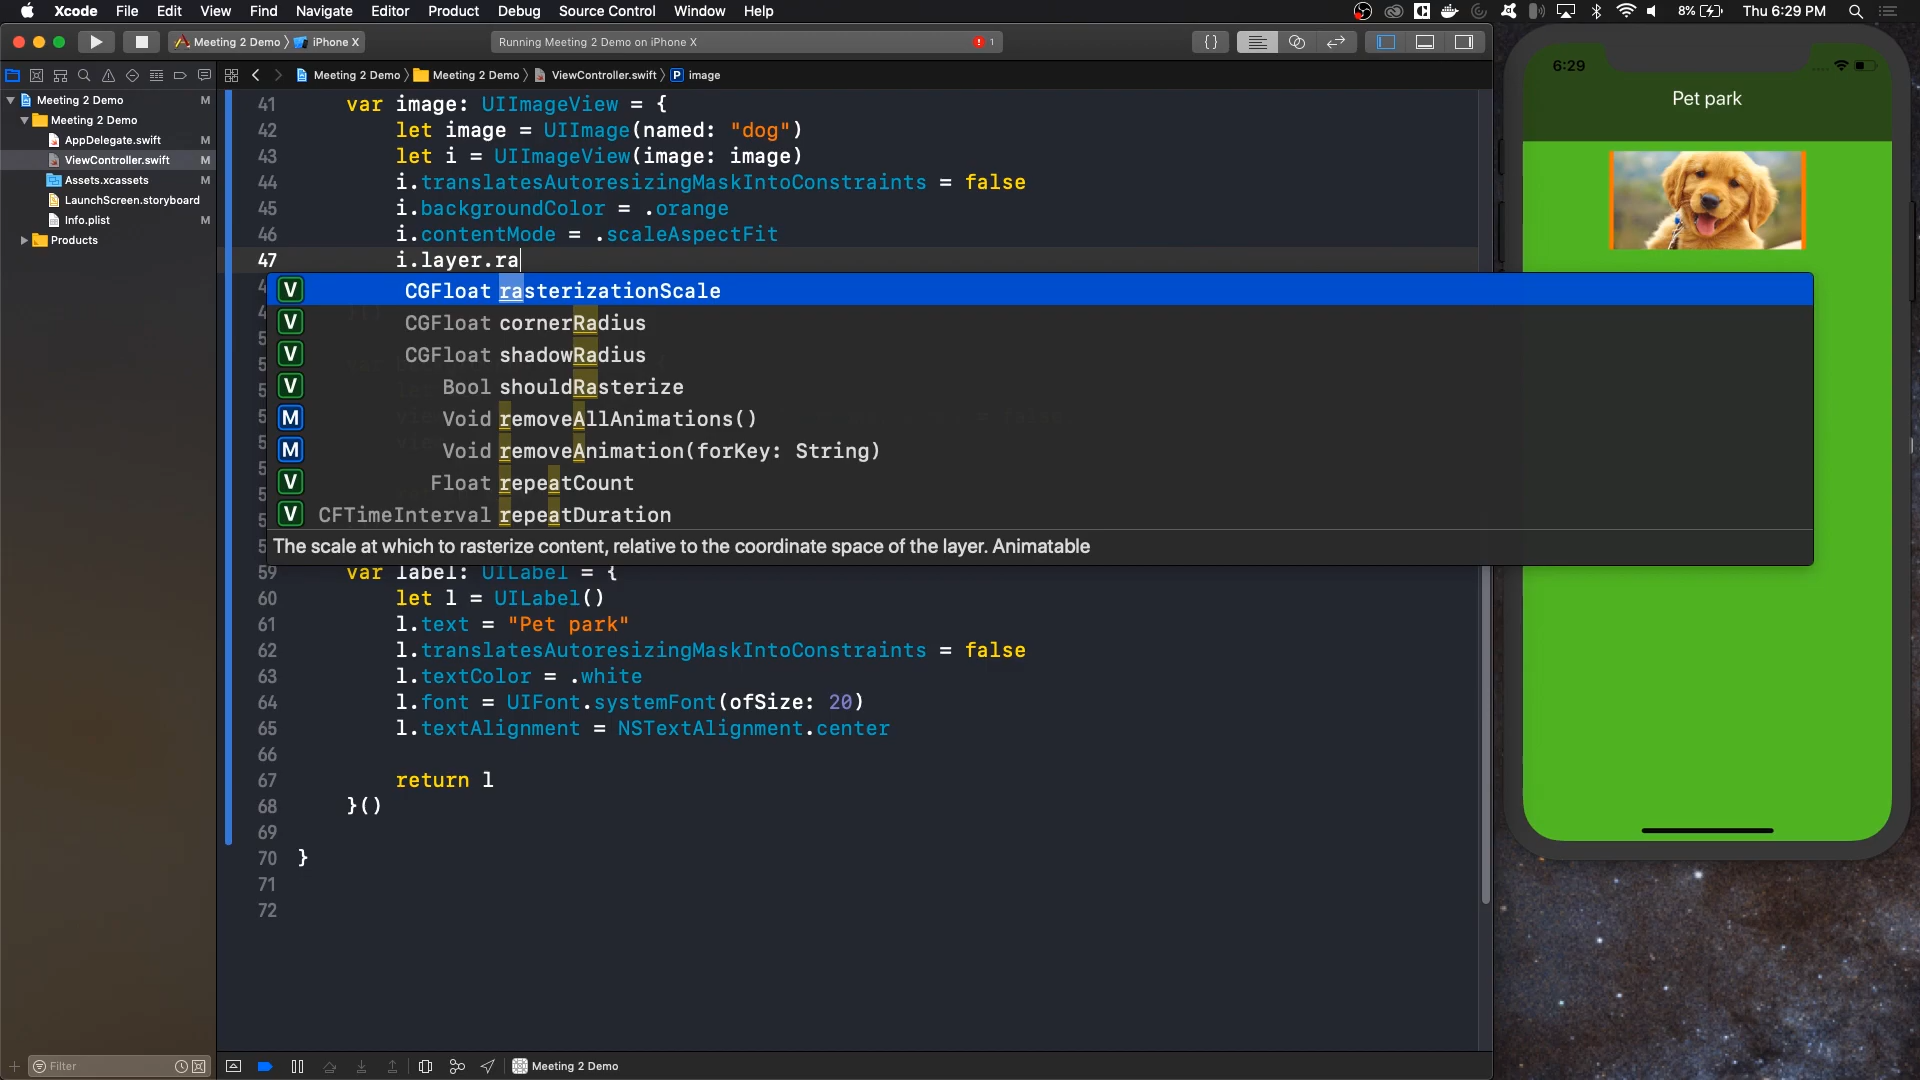 Xcode File Edit View Find Navigate Editor Product Debug Source Control Window Help
8% Thu 6:29 PM
Meeting 2 Demo iPhone X
Running Meeting 2 Demo on iPhone X
1
{}
Meeting 2 Demo Meeting 2 Demo ViewController.swift P image
Meeting 2 Demo M
Meeting 2 Demo
AppDelegate.swift M
ViewController.swift M
Assets.xcassets M
LaunchScreen.storyboard
Info.plist M
Products
41 var image: UIImageView = {
42 let image = UIImage(named: "dog")
43 let i = UIImageView(image: image)
44 i.translatesAutoresizingMaskIntoConstraints = false
45 i.backgroundColor = .orange
46 i.contentMode = .scaleAspectFit
47 i.layer.ra
V CGFloat rasterizationScale
V CGFloat cornerRadius
V CGFloat shadowRadius
V Bool shouldRasterize
M Void removeAllAnimations()
M Void removeAnimation(forKey: String)
V Float repeatCount
V CFTimeInterval repeatDuration
The scale at which to rasterize content, relative to the coordinate space of the layer. Animatable
59 var label: UILabel = {
60 let l = UILabel()
61 l.text = "Pet park"
62 l.translatesAutoresizingMaskIntoConstraints = false
63 l.textColor = .white
64 l.font = UIFont.systemFont(ofSize: 20)
65 l.textAlignment = NSTextAlignment.center
66
67 return l
68 }()
69
70 }
71
72
Filter
Meeting 2 Demo
6:29
Pet park